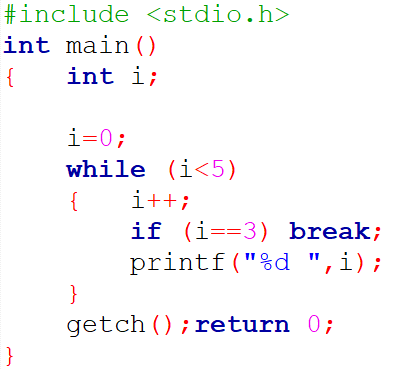 #include <stdio.h>
int main()
{   int i;

    i=0;
    while (i<5)
    {   i++;
        if (i==3) break;
        printf("%d ",i);
    }
    getch();return 0;
}